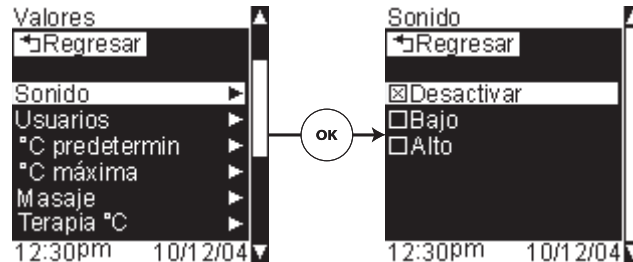 Valores
Regresar
Sonido
Usuarios
°C predetermin
°C máxima
Masaje
Terapia °C
12:30pm 10/12/04
OK
Sonido
Regresar
Desactivar
Bajo
Alto
12:30pm 10/12/04